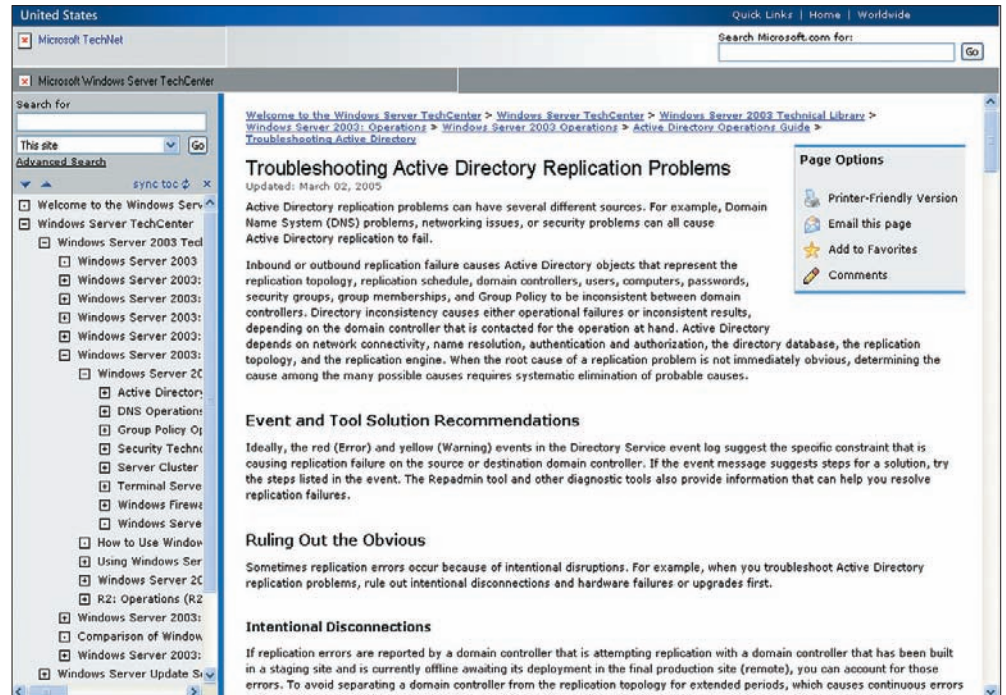 United States
Quick Links | Home | Worldwide
Microsoft TechNet
Search Microsoft.com for:
Go
Microsoft Windows Server TechCenter
Search for
This site
Go
Advanced Search
sync toc
Welcome to the Windows Serv
Windows Server TechCenter
Windows Server 2003 Tecl
Windows Server 2003
Windows Server 2003:
Windows Server 2003:
Windows Server 2003:
Windows Server 2003:
Windows Server 2003:
Windows Server 20
Active Directory
DNS Operations
Group Policy Op
Security Techno
Server Cluster
Terminal Serve
Windows Firewa
Windows Serve
How to Use Window
Using Windows Ser
Windows Server 20
R2: Operations (R2
Windows Server 2003:
Comparison of Window
Windows Server 2003:
Windows Server Update S
Welcome to the Windows Server TechCenter > Windows Server TechCenter > Windows Server 2003 Technical Library >
Windows Server 2003: Operations > Windows Server 2003 Operations > Active Directory Operations Guide >
Troubleshooting Active Directory
Troubleshooting Active Directory Replication Problems
Updated: March 02, 2005
Page Options
Printer-Friendly Version
Email this page
Add to Favorites
Comments
Active Directory replication problems can have several different sources. For example, Domain
Name System (DNS) problems, networking issues, or security problems can all cause
Active Directory replication to fail.
Inbound or outbound replication failure causes Active Directory objects that represent the
replication topology, replication schedule, domain controllers, users, computers, passwords,
security groups, group memberships, and Group Policy to be inconsistent between domain
controllers. Directory inconsistency causes either operational failures or inconsistent results,
depending on the domain controller that is contacted for the operation at hand. Active Directory
depends on network connectivity, name resolution, authentication and authorization, the directory database, the replication
topology, and the replication engine. When the root cause of a replication problem is not immediately obvious, determining the
cause among the many possible causes requires systematic elimination of probable causes.
Event and Tool Solution Recommendations
Ideally, the red (Error) and yellow (Warning) events in the Directory Service event log suggest the specific constraint that is
causing replication failure on the source or destination domain controller. If the event message suggests steps for a solution, try
the steps listed in the event. The Repadmin tool and other diagnostic tools also provide information that can help you resolve
replication failures.
Ruling Out the Obvious
Sometimes replication errors occur because of intentional disruptions. For example, when you troubleshoot Active Directory
replication problems, rule out intentional disconnections and hardware failures or upgrades first.
Intentional Disconnections
If replication errors are reported by a domain controller that is attempting replication with a domain controller that has been built
in a staging site and is currently offline awaiting its deployment in the final production site (remote), you can account for those
errors. To avoid separating a domain controller from the replication topology for extended periods, which causes continuous errors